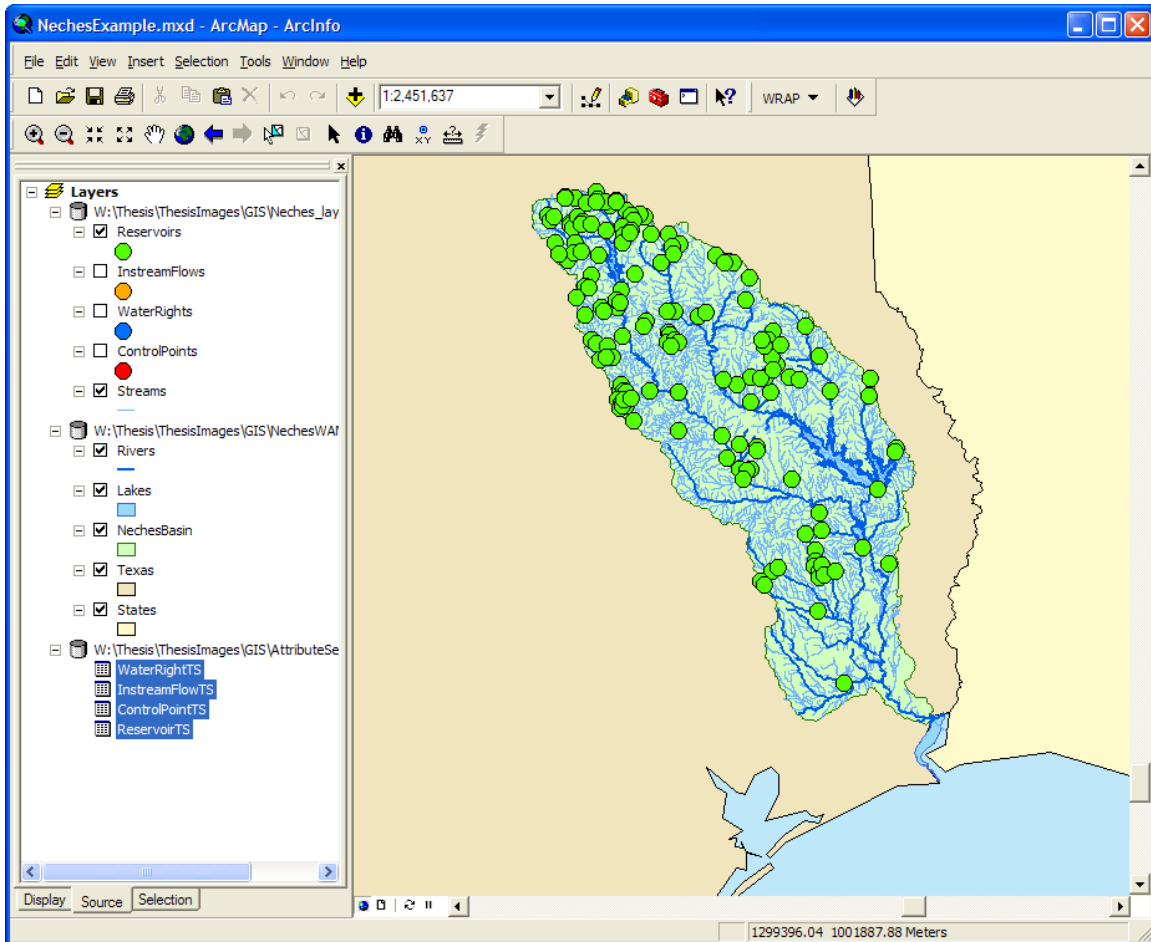 NechesExample.mxd - ArcMap - ArcInfo
File Edit View Insert Selection Tools Window Help
1:2,451,637
WRAP
Layers
W:\Thesis\ThesisImages\GIS\Neches_lay
Reservoirs
InstreamFlows
WaterRights
ControlPoints
Streams
W:\Thesis\ThesisImages\GIS\NechesWAM
Rivers
Lakes
NechesBasin
Texas
States
W:\Thesis\ThesisImages\GIS\AttributeSe
WaterRightTS
InstreamFlowTS
ControlPointTS
ReservoirTS
Display Source Selection
1299396.04 1001887.88 Meters